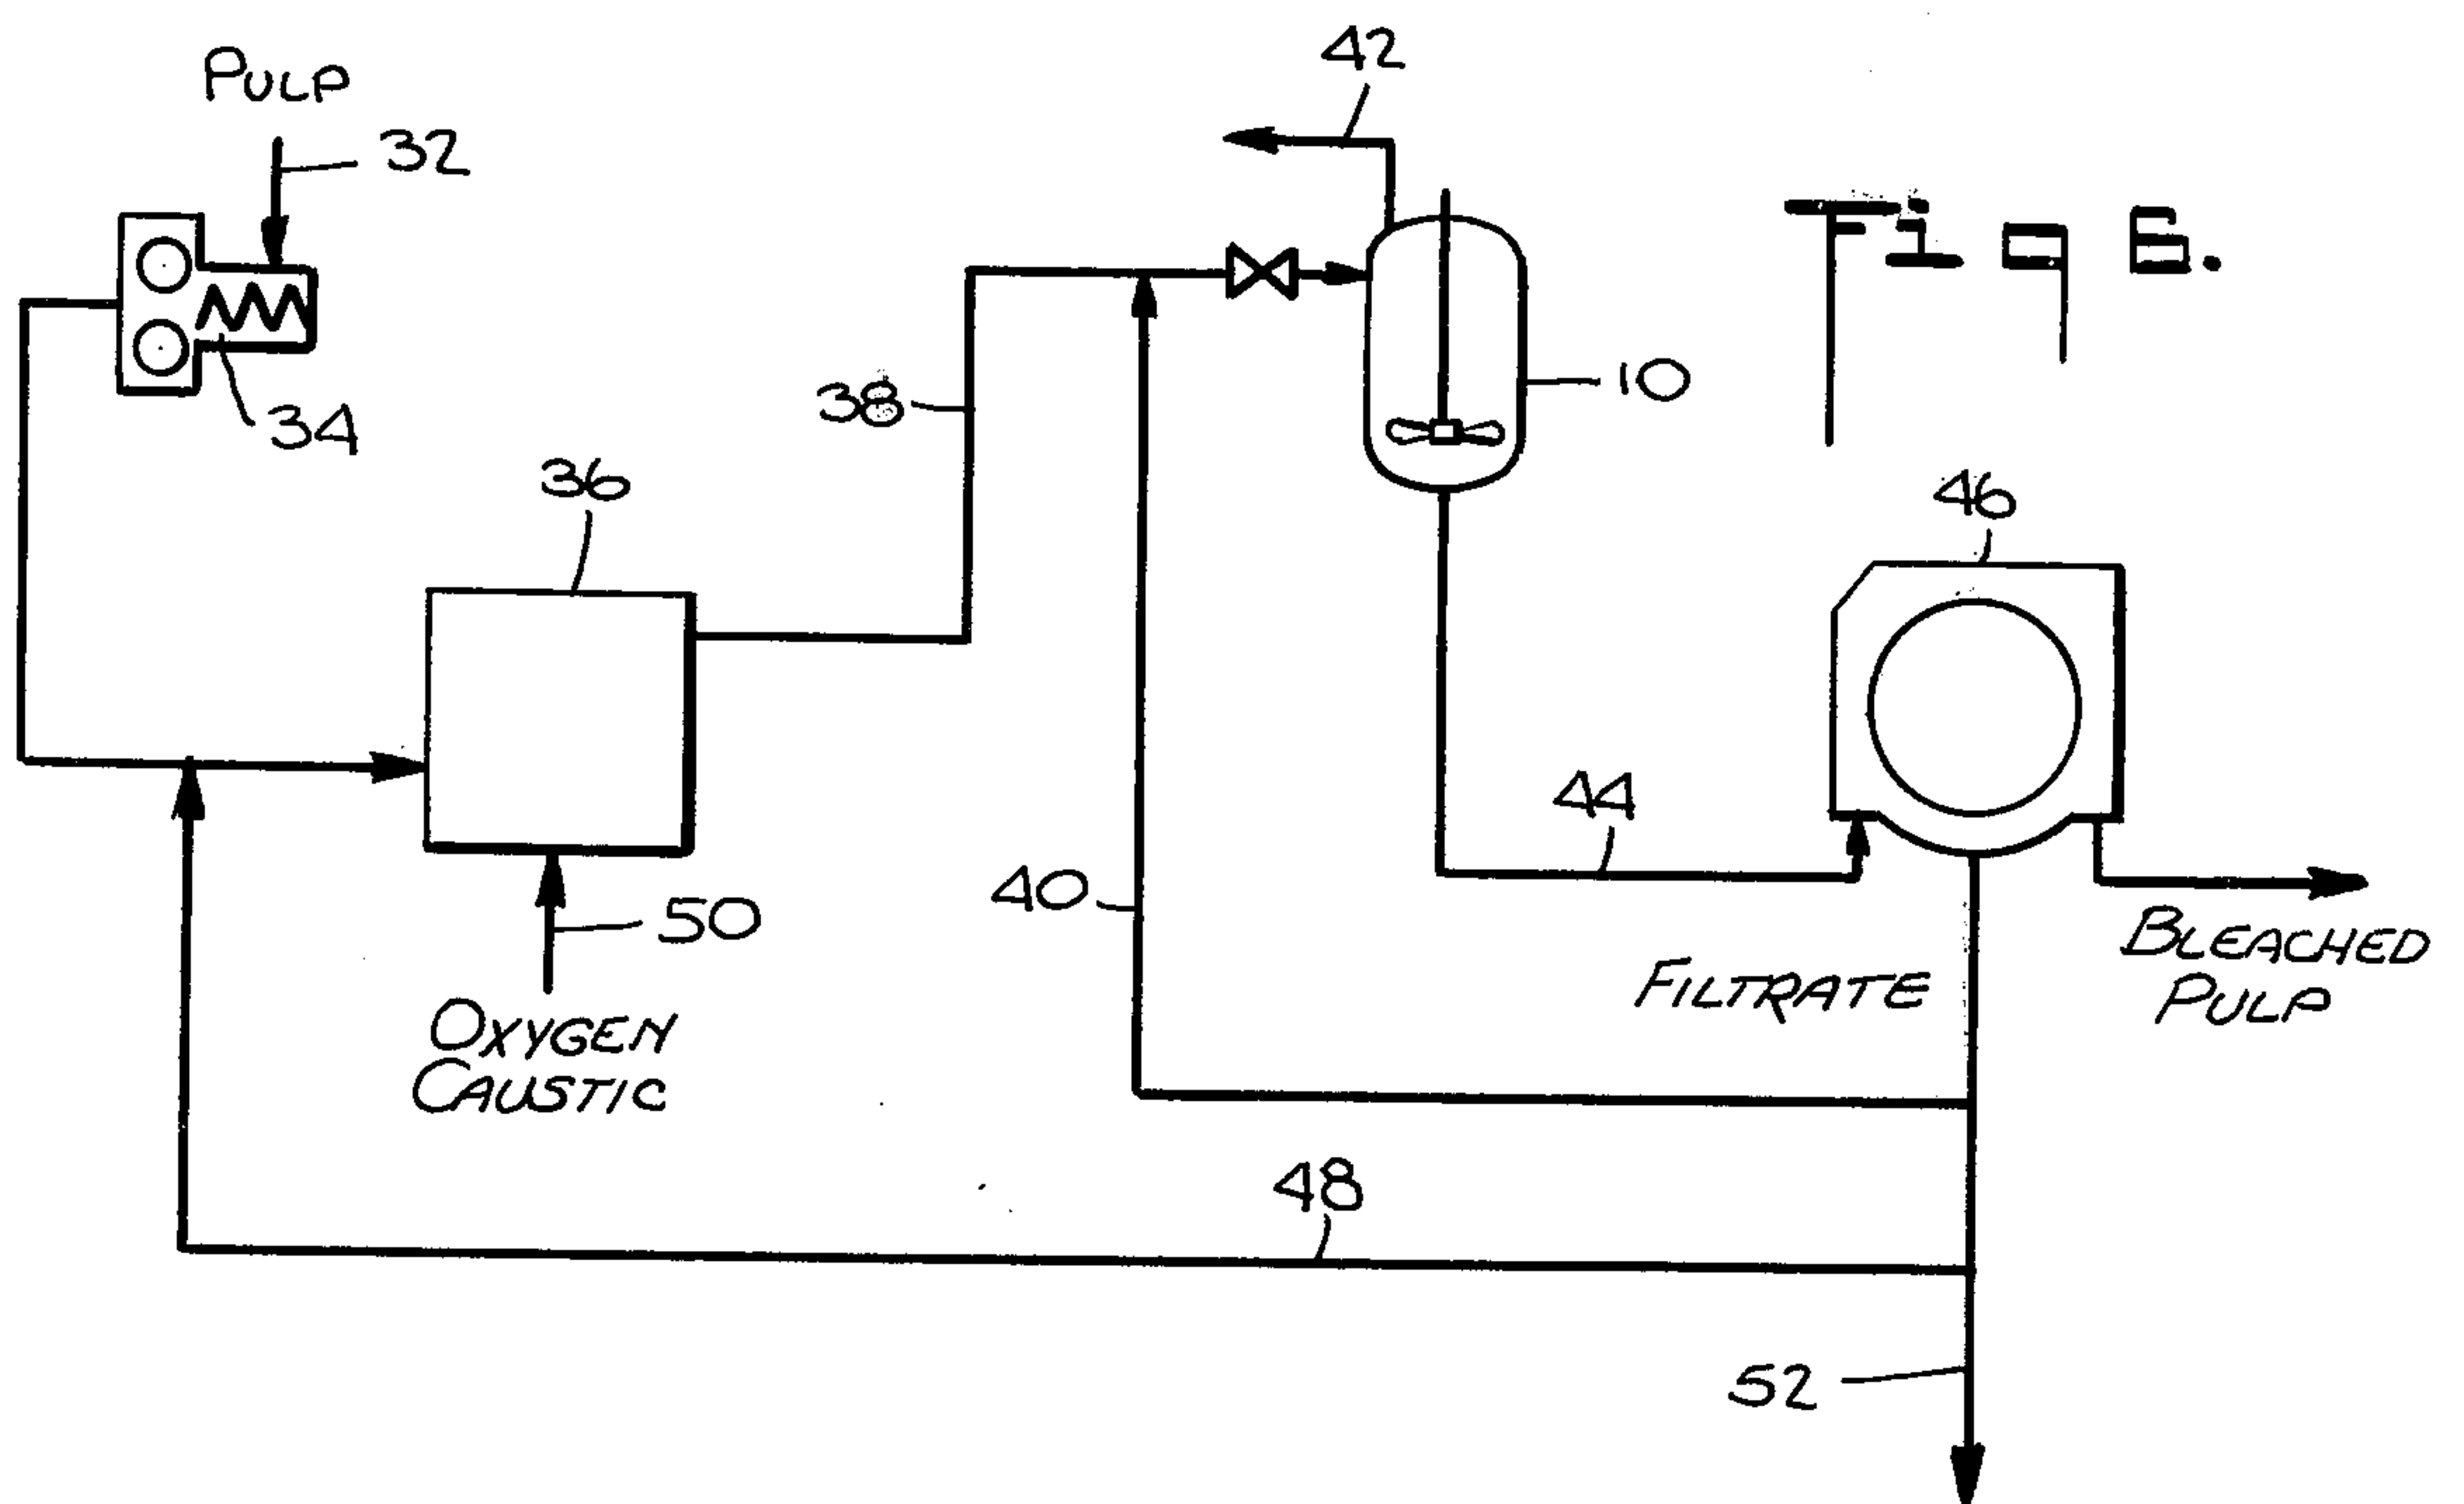 PULP
32
34
36
38
42
10
Fig 6.
46
44
40
50
OXYGEN
CAUSTIC
FILTRATE
BLEACHED
PULP
48
52